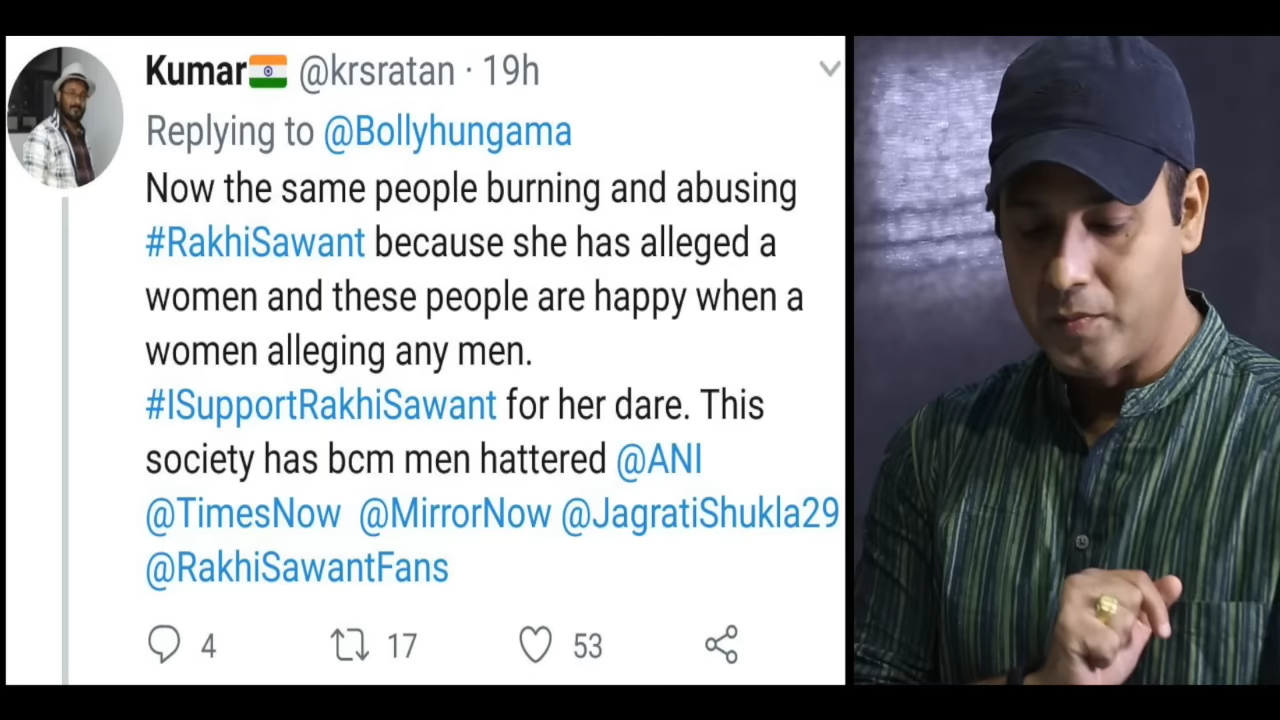 Kumar🇮🇳 @krsratan · 19h
Replying to @Bollyhungama
Now the same people burning and abusing
#RakhiSawant because she has alleged a
women and these people are happy when a
women alleging any men.
#ISupportRakhiSawant for her dare. This
society has bcm men hattered @ANI
@TimesNow @MirrorNow @JagratiShukla29
@RakhiSawantFans
4 17 53